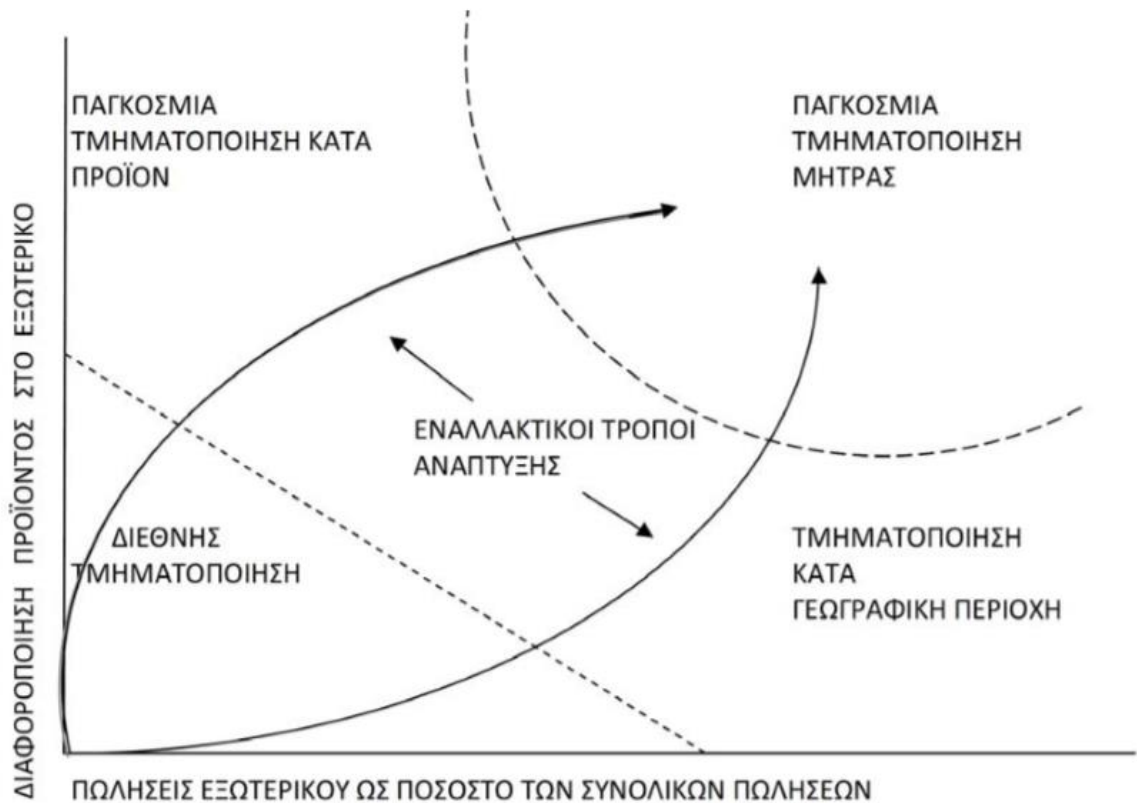 ΠΑΓΚΟΣΜΙΑ
ΤΜΗΜΑΤΟΠΟΙΗΣΗ ΚΑΤΑ
ΠΡΟΪΟΝ
ΠΑΓΚΟΣΜΙΑ
ΤΜΗΜΑΤΟΠΟΙΗΣΗ
ΜΗΤΡΑΣ
ΔΙΑΦΟΡΟΠΟΙΗΣΗ ΠΡΟΪΟΝΤΟΣ ΣΤΟ ΕΞΩΤΕΡΙΚΟ
ΕΝΑΛΛΑΚΤΙΚΟΙ ΤΡΟΠΟΙ
ΑΝΑΠΤΥΞΗΣ
ΔΙΕΘΝΗΣ
ΤΜΗΜΑΤΟΠΟΙΗΣΗ
ΤΜΗΜΑΤΟΠΟΙΗΣΗ
ΚΑΤΑ
ΓΕΩΓΡΑΦΙΚΗ ΠΕΡΙΟΧΗ
ΠΩΛΗΣΕΙΣ ΕΞΩΤΕΡΙΚΟΥ ΩΣ ΠΟΣΟΣΤΟ ΤΩΝ ΣΥΝΟΛΙΚΩΝ ΠΩΛΗΣΕΩΝ